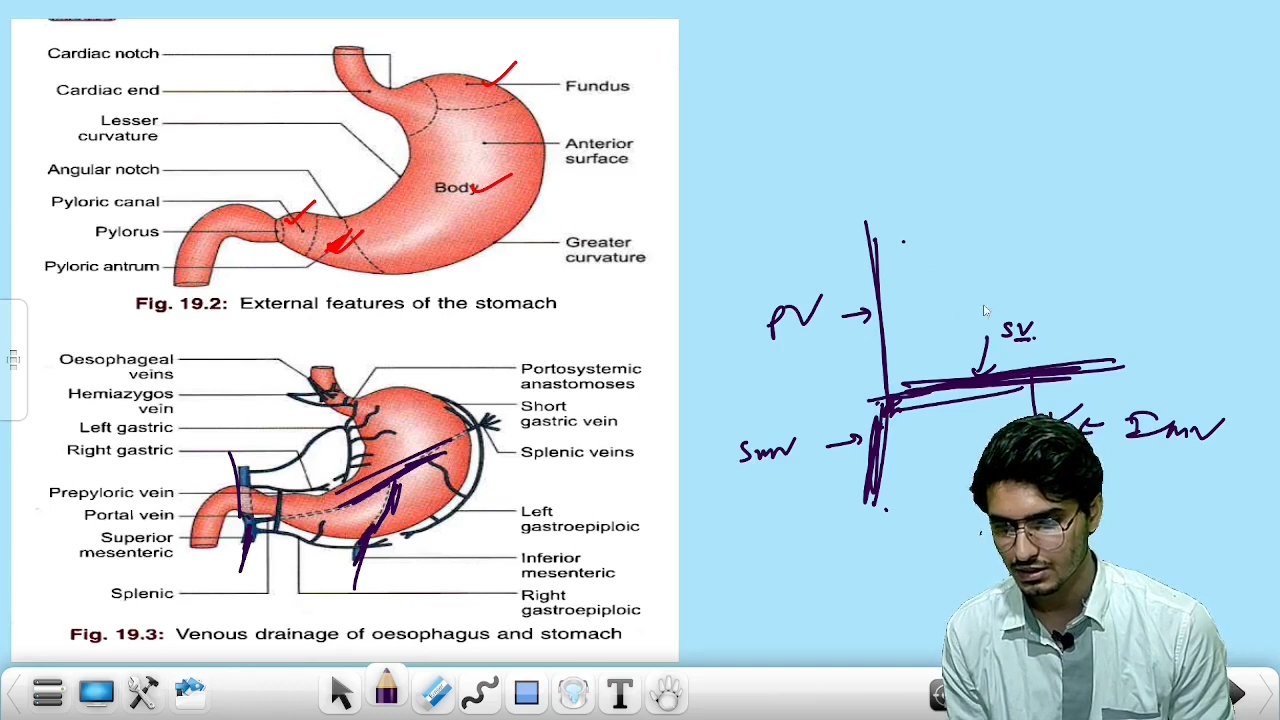 Cardiac notch
Cardiac end
Lesser
curvature
Angular notch
Pyloric canal
Pylorus
Pyloric antrum
Fundus
Anterior
surface
Body
Greater
curvature
Fig. 19.2: External features of the stomach
Oesophageal
veins
Hemiazygos
vein
Left gastric
Right gastric
Prepyloric vein
Portal vein
Superior
mesenteric
Splenic
Portosystemic
anastomoses
Short
gastric vein
Splenic veins
Left
gastroepiploic
Inferior
mesenteric
Right
gastroepiploic
Fig. 19.3: Venous drainage of oesophagus and stomach
PV
SV.
SMV
IMV
T